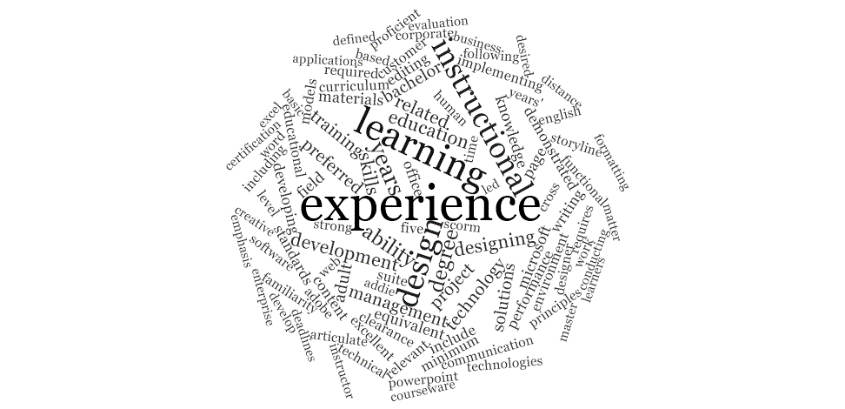 proficient
evaluation
defined
corporate
business
desired
applications
based
customer
following
required
editing
implementing
distance
curriculum
bachelor
instructional
models
materials
years'
basic
human
english
excel
related
knowledge
demonstrated
educational
training
education
storyline
formatting
certification
word
learning
time
page
functional
including
preferred
skills
years
office
led
matter
developing
field
cross
writing
level
experience
creative
strong
five
scorm
requires
emphasis
standards
ability
design
designing
microsoft
work
software
development
degree
environment
conducting
web
performance
designer
learners
adult
suite
project
technology
enterprise
familiarity
content
addie
solutions
principles
adobe
management
develop
equivalent
master
deadlines
clearance
excellent
include
articulate
relevant
minimum
communication
instructor
technical
technologies
powerpoint
courseware